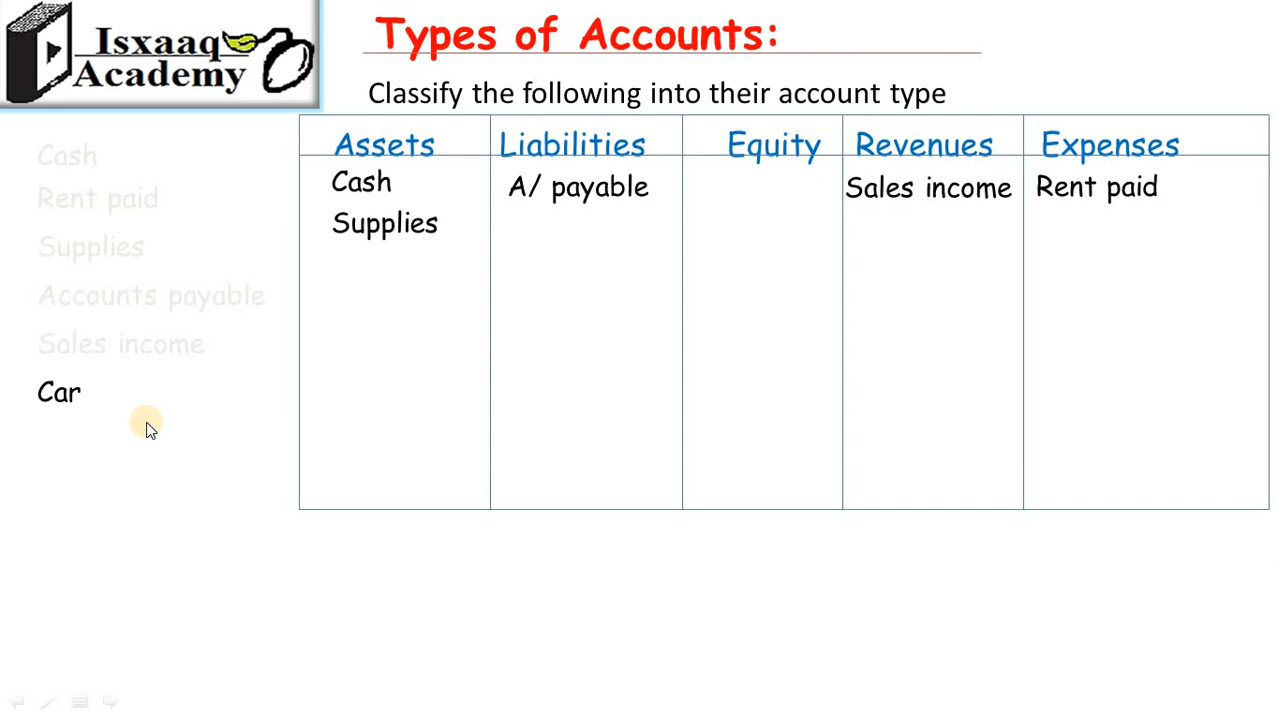 Isxaaq
Academy
Types of Accounts:
Classify the following into their account type
Cash
Rent paid
Supplies
Accounts payable
Sales income
Car
Assets Liabilities Equity Revenues Expenses
Cash A/ payable Sales income Rent paid
Supplies